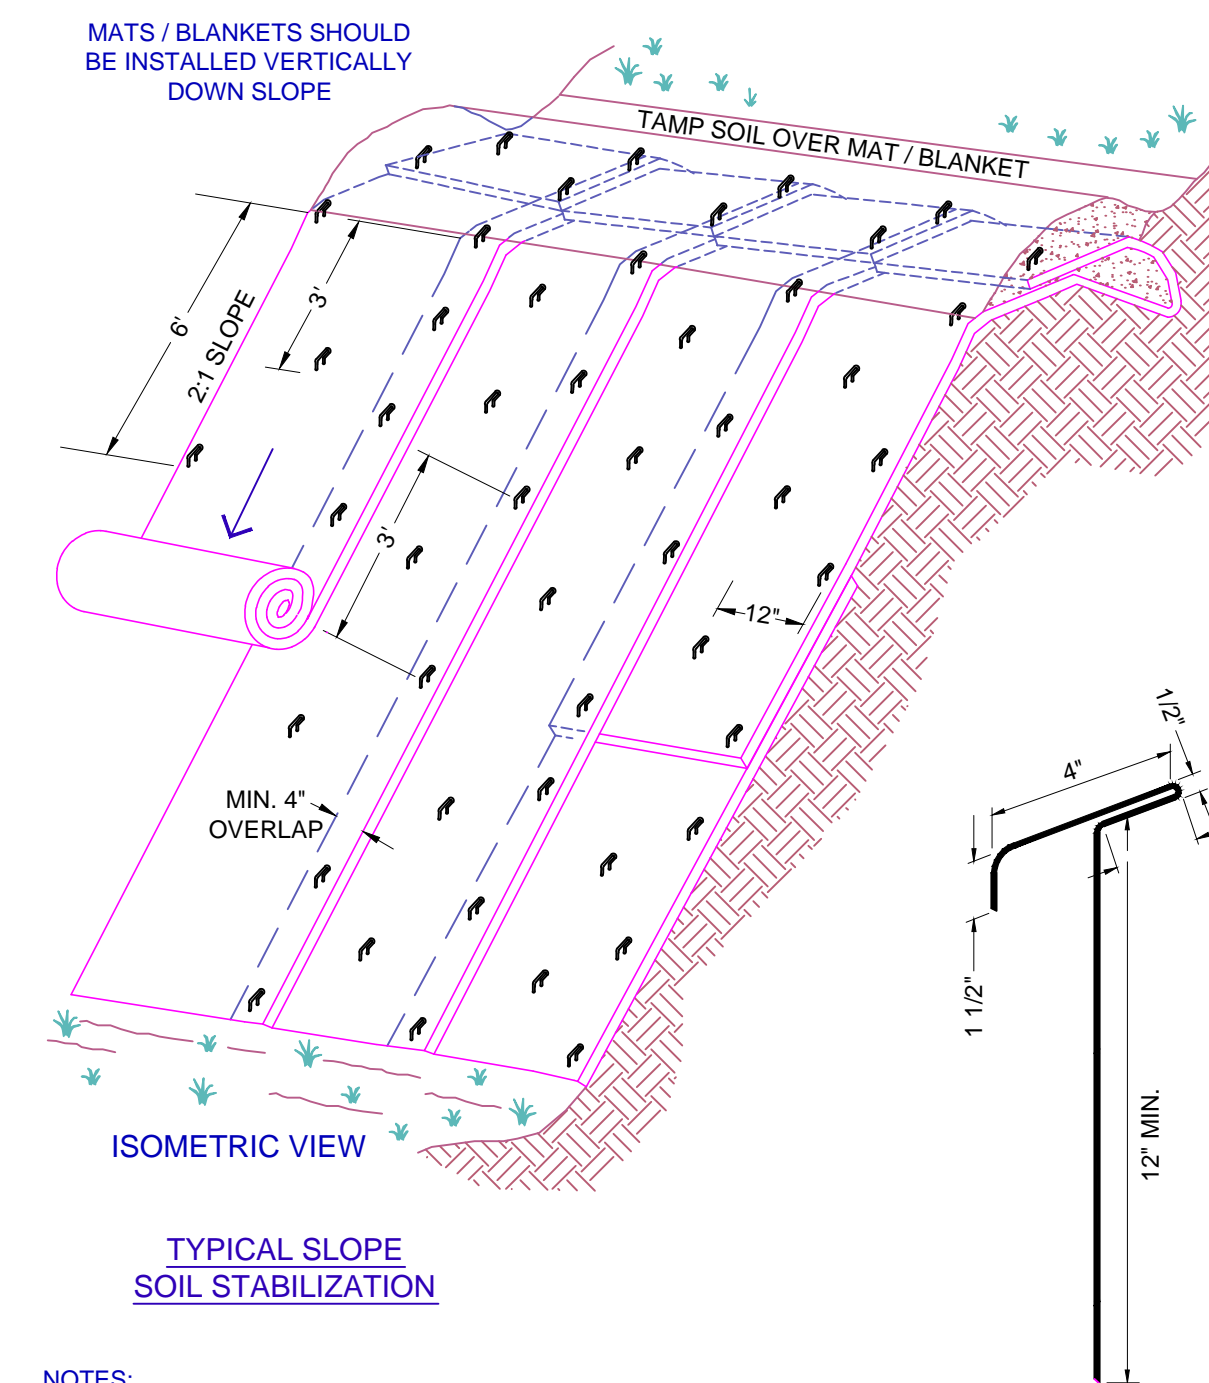 MATS / BLANKETS SHOULD
BE INSTALLED VERTICALLY
DOWN SLOPE
TAMP SOIL OVER MAT / BLANKET
6'
2:1 SLOPE
3'
3'
12"
MIN. 4"
OVERLAP
1/2"
4"
1 1/2"
12" MIN.
ISOMETRIC VIEW
TYPICAL SLOPE
SOIL STABILIZATION
NOTES: